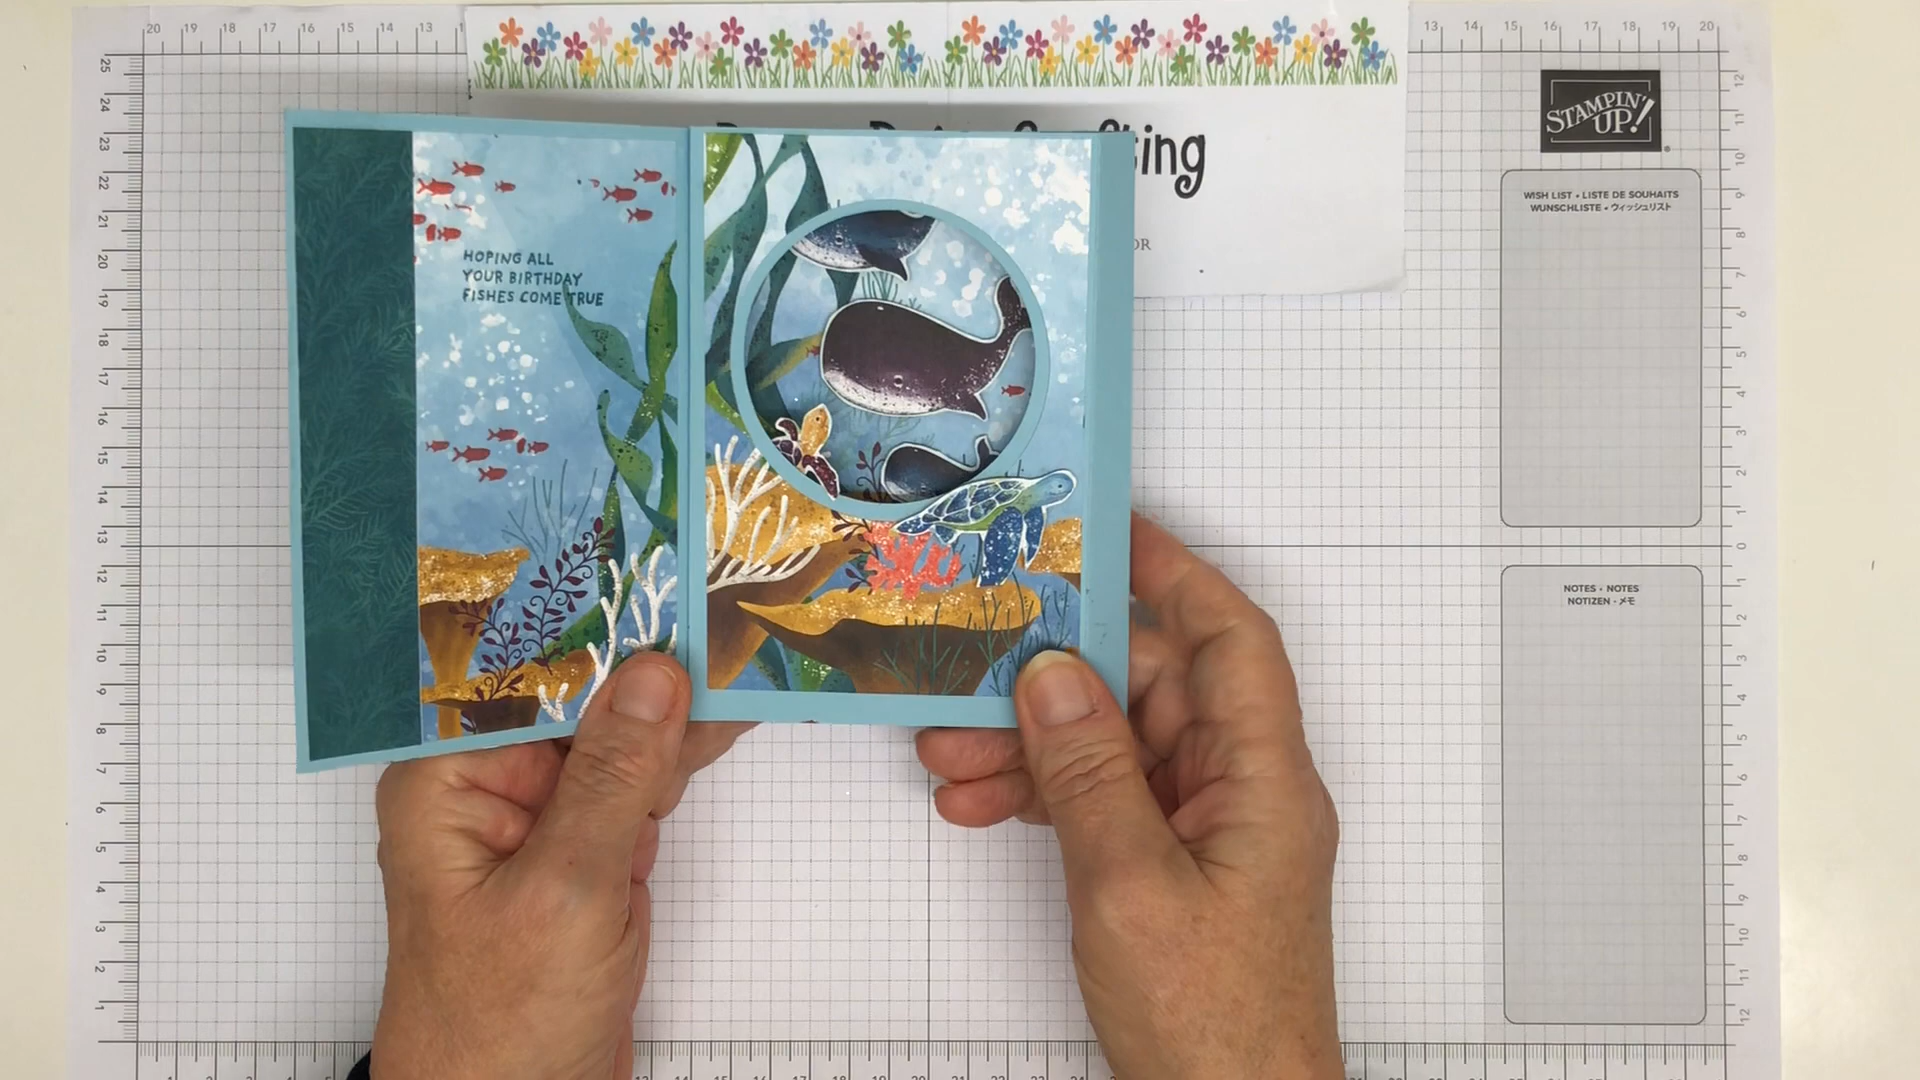 STAMPIN' UP!
WISH LIST • LISTE DE SOUHAITS
WUNSCHLISTE • ウィッシュリスト
HOPING ALL
YOUR BIRTHDAY
FISHES COME TRUE
NOTES • NOTES
NOTIZEN • メモ